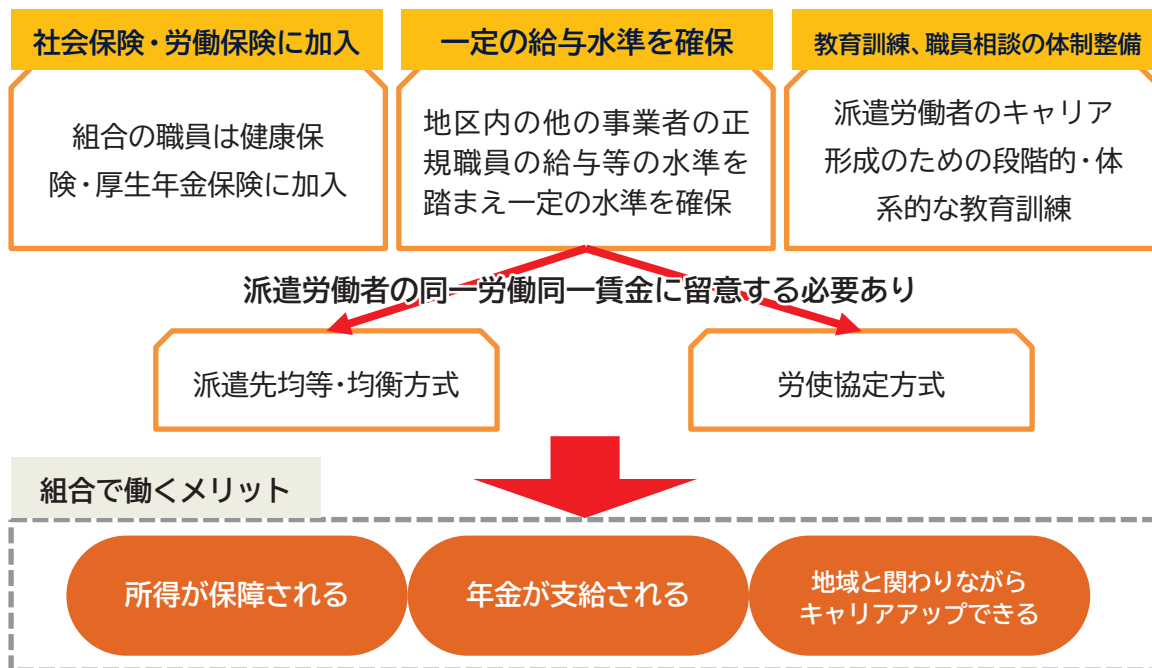 社会保険・労働保険に加入
一定の給与水準を確保
教育訓練、職員相談の体制整備
組合の職員は健康保
険・厚生年金保険に加入
地区内の他の事業者の正
規職員の給与等の水準を
踏まえ一定の水準を確保
派遣労働者のキャリア
形成のための段階的・体
系的な教育訓練
派遣労働者の同一労働同一賃金に留意する必要あり
派遣先均等・均衡方式
労使協定方式
組合で働くメリット
所得が保障される
年金が支給される
地域と関わりながら
キャリアアップできる